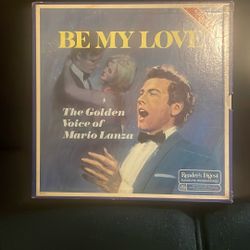 BE MY LOVE
The Golden
Voice of
Mario Lanza
Reader's Digest